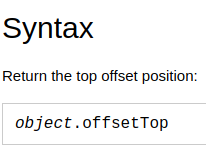 Syntax
Return the top offset position:
object.offsetTop